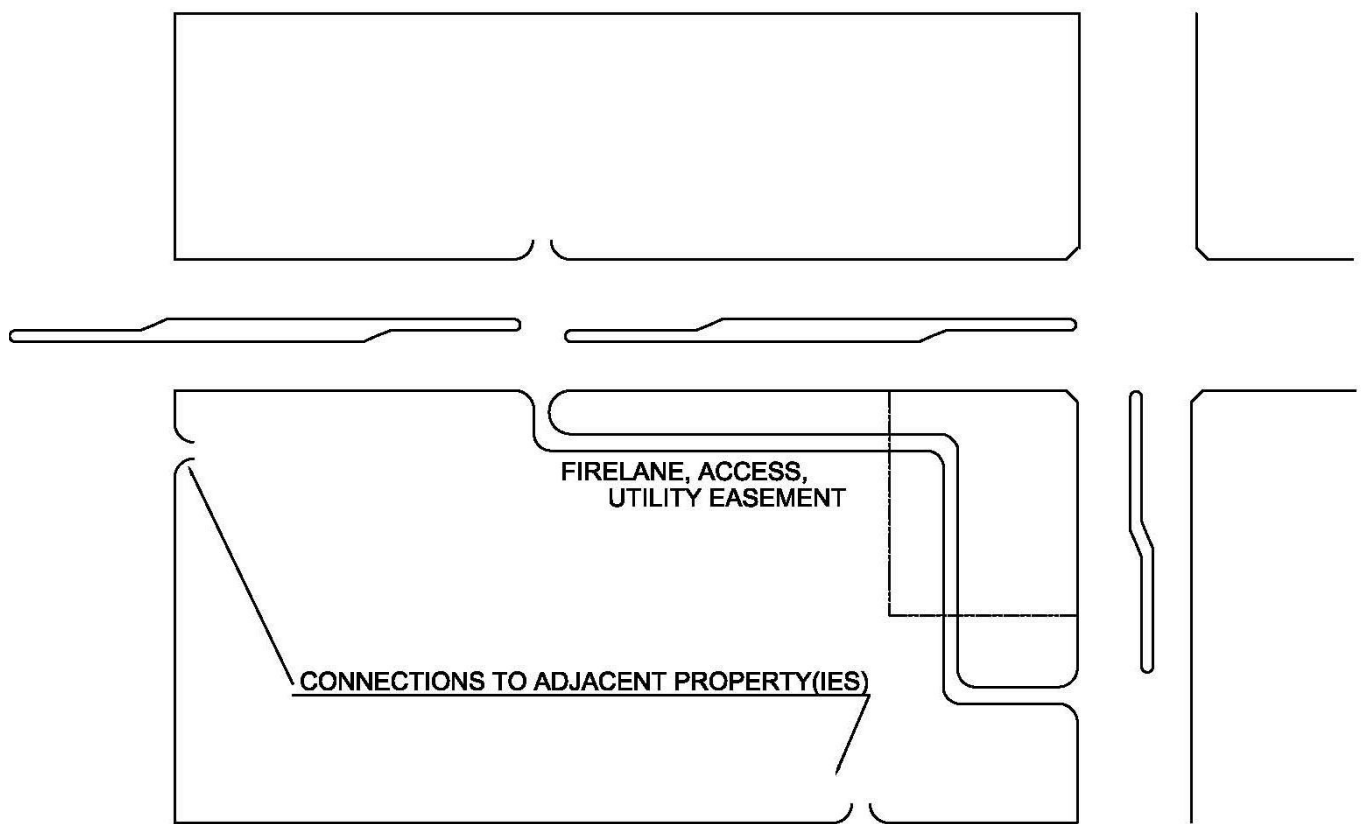 FIRELANE, ACCESS,
UTILITY EASEMENT
CONNECTIONS TO ADJACENT PROPERTY(IES)